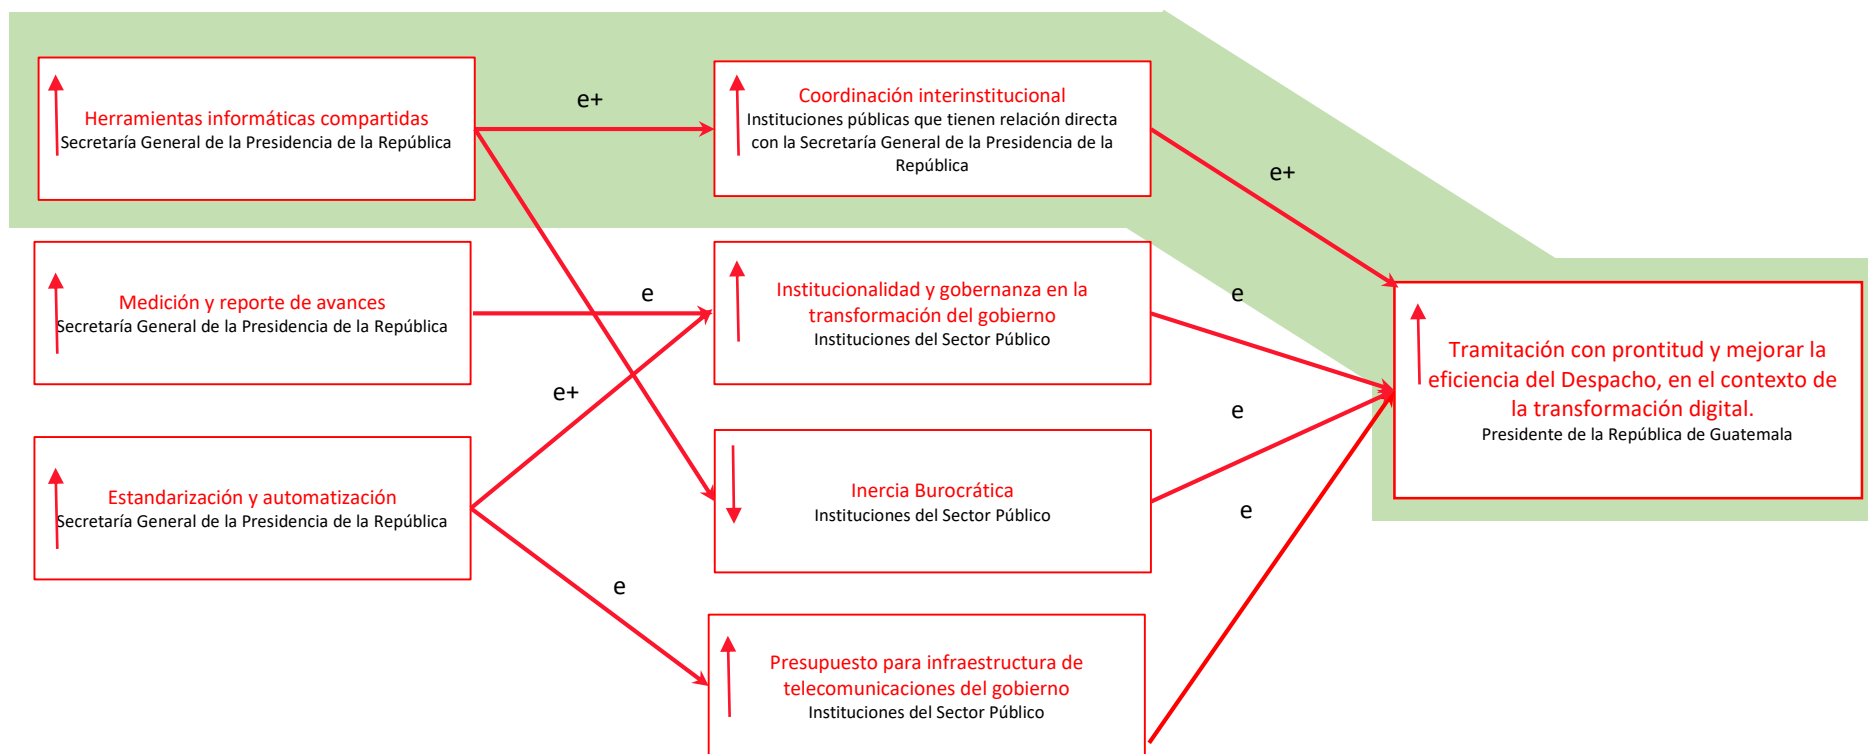 Herramientas informáticas compartidas
Secretaría General de la Presidencia de la República
e+
Coordinación interinstitucional
Instituciones públicas que tienen relación directa
con la Secretaría General de la Presidencia de la
República
e+
Medición y reporte de avances
Secretaría General de la Presidencia de la República
e
Institucionalidad y gobernanza en la
transformación del gobierno
Instituciones del Sector Público
e
Tramitación con prontitud y mejorar la
eficiencia del Despacho, en el contexto de
la transformación digital.
Presidente de la República de Guatemala
e+
e
Estandarización y automatización
Secretaría General de la Presidencia de la República
Inercia Burocrática
Instituciones del Sector Público
e
e
Presupuesto para infraestructura de
telecomunicaciones del gobierno
Instituciones del Sector Público